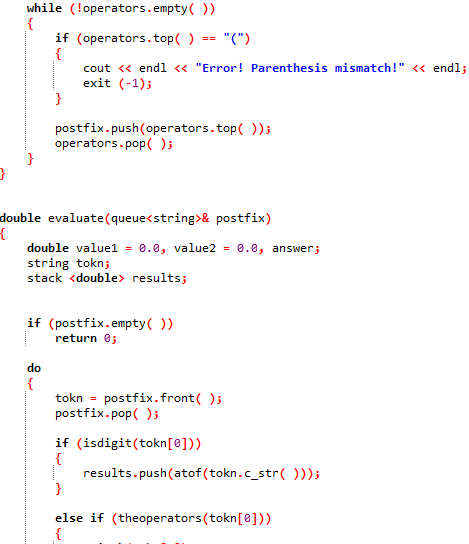 while (!operators.empty( ))
{
if (operators.top( ) == "(")
{
cout << endl << "Error! Parenthesis mismatch!" << endl;
exit (-1);
}
postfix.push(operators.top( ));
operators.pop( );
}
}
double evaluate(queue<string>& postfix)
{
double value1 = 0.0, value2 = 0.0, answer;
string tokn;
stack <double> results;
if (postfix.empty( ))
return 0;
do
{
tokn = postfix.front( );
postfix.pop( );
if (isdigit(tokn[0]))
{
results.push(atof(tokn.c_str( )));
}
else if (theoperators(tokn[0]))
{